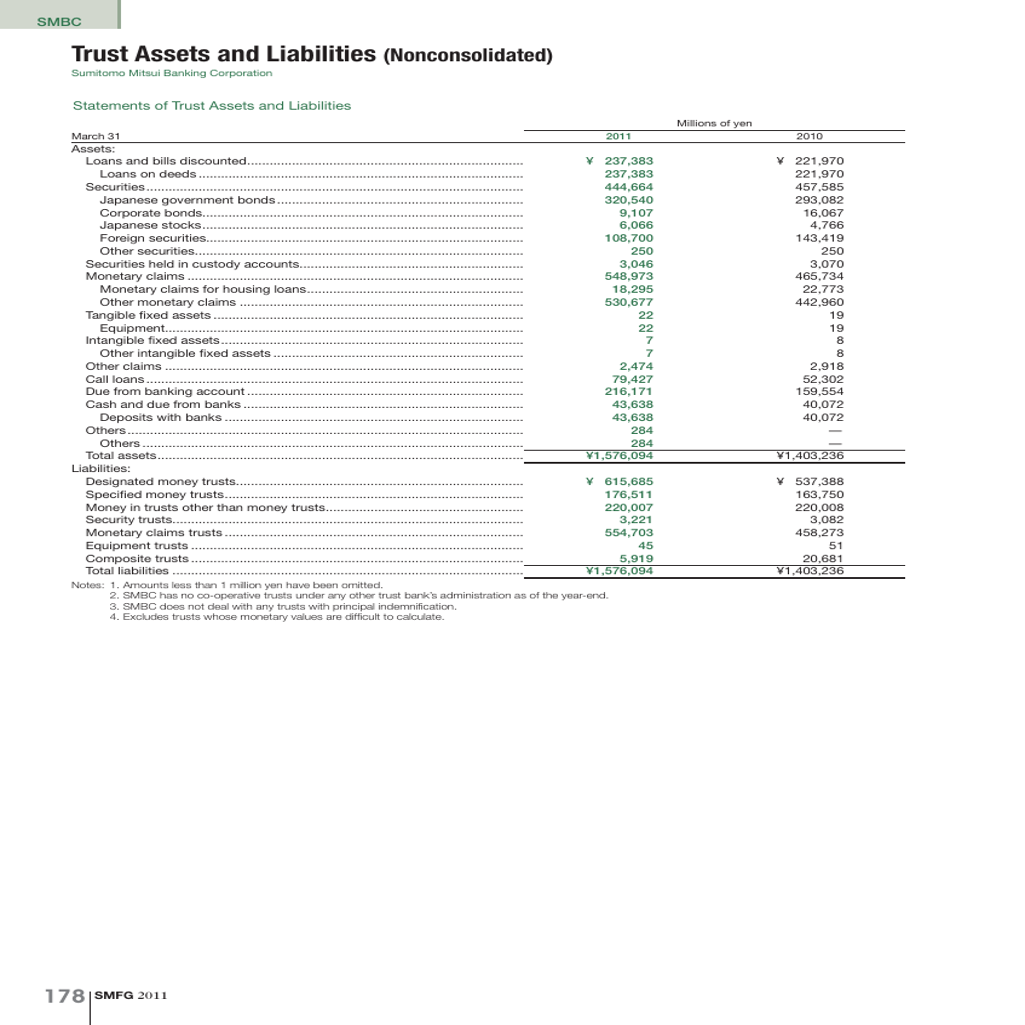 SMBC
Trust Assets and Liabilities (Nonconsolidated)
Sumitomo Mitsui Banking Corporation
Statements of Trust Assets and Liabilities
Millions of yen
March 31 2011 2010
Assets:
Loans and bills discounted ¥ 237,383 ¥ 221,970
Loans on deeds 237,383 221,970
Securities 444,664 457,585
Japanese government bonds 320,540 293,082
Corporate bonds 9,107 16,067
Japanese stocks 6,066 4,766
Foreign securities 108,700 143,419
Other securities 250 250
Securities held in custody accounts 3,046 3,070
Monetary claims 548,973 465,734
Monetary claims for housing loans 18,295 22,773
Other monetary claims 530,677 442,960
Tangible fixed assets 22 19
Equipment 22 19
Intangible fixed assets 7 8
Other intangible fixed assets 7 8
Other claims 2,474 2,918
Call loans 79,427 52,302
Due from banking account 216,171 159,554
Cash and due from banks 43,638 40,072
Deposits with banks 43,638 40,072
Others 284 —
Others 284 —
Total assets ¥1,576,094 ¥1,403,236
Liabilities:
Designated money trusts ¥ 615,685 ¥ 537,388
Specified money trusts 176,511 163,750
Money in trusts other than money trusts 220,007 220,008
Security trusts 3,221 3,082
Monetary claims trusts 554,703 458,273
Equipment trusts 45 51
Composite trusts 5,919 20,681
Total liabilities ¥1,576,094 ¥1,403,236
Notes: 1. Amounts less than 1 million yen have been omitted.
2. SMBC has no co-operative trusts under any other trust bank's administration as of the year-end.
3. SMBC does not deal with any trusts with principal indemnification.
4. Excludes trusts whose monetary values are difficult to calculate.
178 SMFG 2011